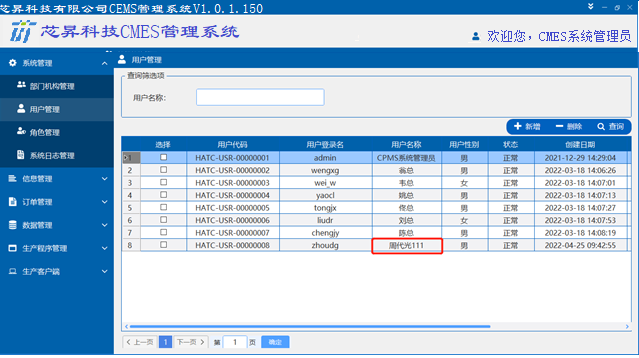 芯昇科技有限公司CEMS管理系统V1.0.1.150
芯昇科技CMES管理系统
欢迎您，CMES系统管理员
系统管理
部门机构管理
用户管理
角色管理
系统日志管理
信息管理
订单管理
数据管理
生产程序管理
生产客户端
用户管理
查询筛选项
用户名称：
新增 删除 查询
选择 用户代码 用户登录名 用户名称 用户性别 状态 创建日期
1 HATC-USR-00000001 admin CPMS系统管理员 男 正常 2021-12-29 14:29:04
2 HATC-USR-00000002 wengxg 翁总 男 正常 2022-03-18 14:06:26
3 HATC-USR-00000003 wei_w 韦总 女 正常 2022-03-18 14:07:01
4 HATC-USR-00000004 yaocl 姚总 男 正常 2022-03-18 14:07:13
5 HATC-USR-00000005 tongjx 佟总 男 正常 2022-03-18 14:07:27
6 HATC-USR-00000006 liudr 刘总 女 正常 2022-03-18 14:07:53
7 HATC-USR-00000007 chengjy 陈总 男 正常 2022-03-18 14:08:19
8 HATC-USR-00000008 zhoudg 周代光111 男 正常 2022-04-25 09:42:55
上一页 1 下一页 第 1 页 确定